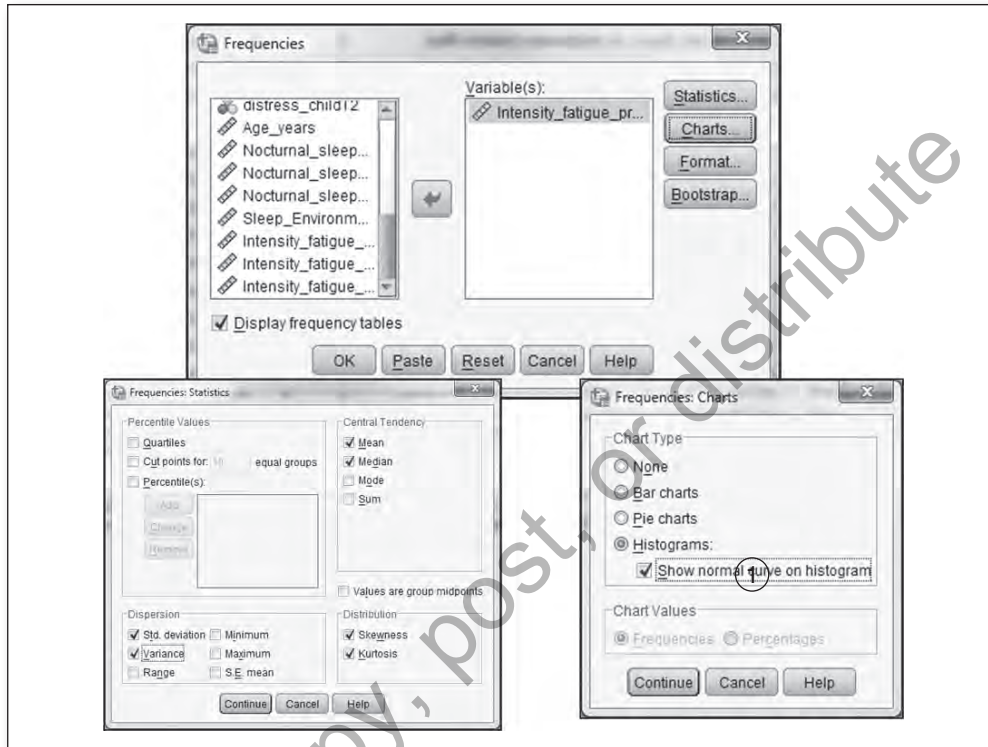 Frequencies
Variable(s):
distress_child12
Age_years
Nocturnal_sleep...
Nocturnal_sleep...
Nocturnal_sleep...
Sleep_Environm...
Intensity_fatigue_...
Intensity_fatigue_...
Intensity_fatigue_...
Intensity_fatigue_pr...
Statistics...
Charts...
Format...
Bootstrap...
Display frequency tables
OK Paste Reset Cancel Help
Frequencies: Statistics
Percentile Values
Quartiles
Cut points for: equal groups
Percentile(s):
Add
Change
Remove
Central Tendency
Mean
Median
Mode
Sum
Values are group midpoints
Dispersion
Std. deviation Minimum
Variance Maximum
Range S.E. mean
Distribution
Skewness
Kurtosis
Continue Cancel Help
Frequencies: Charts
Chart Type
None
Bar charts
Pie charts
Histograms:
Show normal curve on histogram
1
Chart Values
Frequencies Percentages
Continue Cancel Help
py, post, or distribute